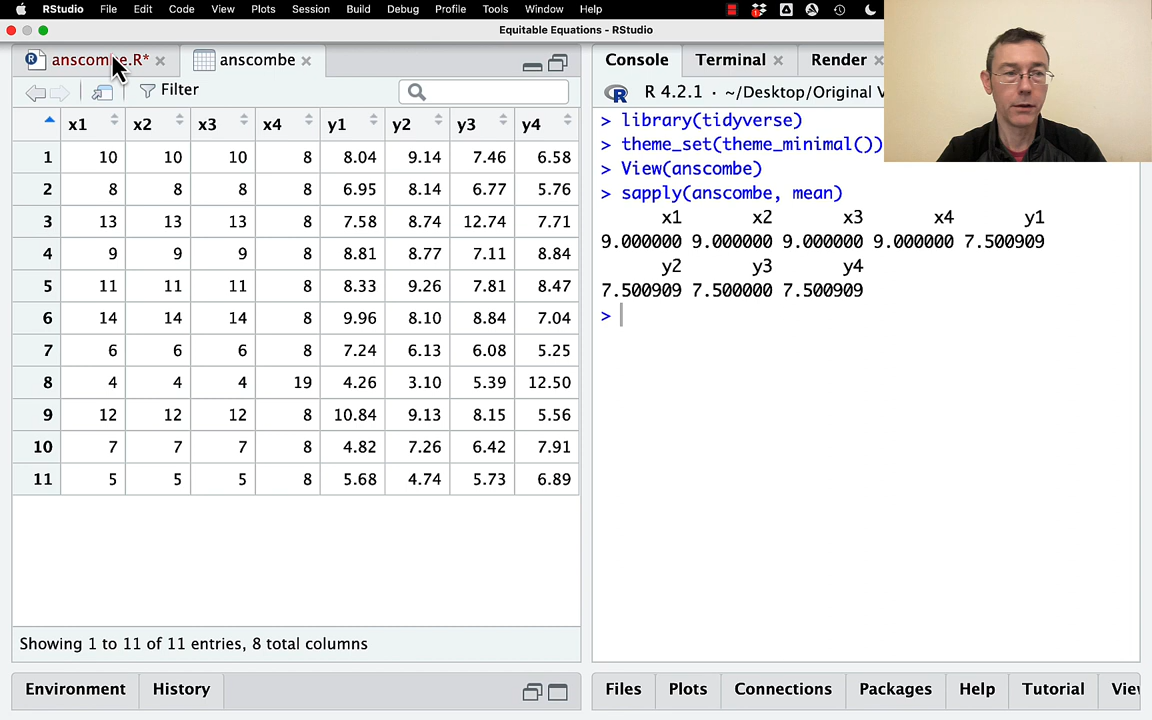 RStudio File Edit Code View Plots Session Build Debug Profile Tools Window Help
Equitable Equations - RStudio
anscombe.R* anscombe
Filter
x1 x2 x3 x4 y1 y2 y3 y4
1 10 10 10 8 8.04 9.14 7.46 6.58
2 8 8 8 8 6.95 8.14 6.77 5.76
3 13 13 13 8 7.58 8.74 12.74 7.71
4 9 9 9 8 8.81 8.77 7.11 8.84
5 11 11 11 8 8.33 9.26 7.81 8.47
6 14 14 14 8 9.96 8.10 8.84 7.04
7 6 6 6 8 7.24 6.13 6.08 5.25
8 4 4 4 19 4.26 3.10 5.39 12.50
9 12 12 12 8 10.84 9.13 8.15 5.56
10 7 7 7 8 4.82 7.26 6.42 7.91
11 5 5 5 8 5.68 4.74 5.73 6.89
Showing 1 to 11 of 11 entries, 8 total columns
Environment History
Console Terminal Render
R 4.2.1 · ~/Desktop/Original V
> library(tidyverse)
> theme_set(theme_minimal())
> View(anscombe)
> sapply(anscombe, mean)
x1 x2 x3 x4 y1
9.000000 9.000000 9.000000 9.000000 7.500909
y2 y3 y4
7.500909 7.500000 7.500909
>
Files Plots Connections Packages Help Tutorial View